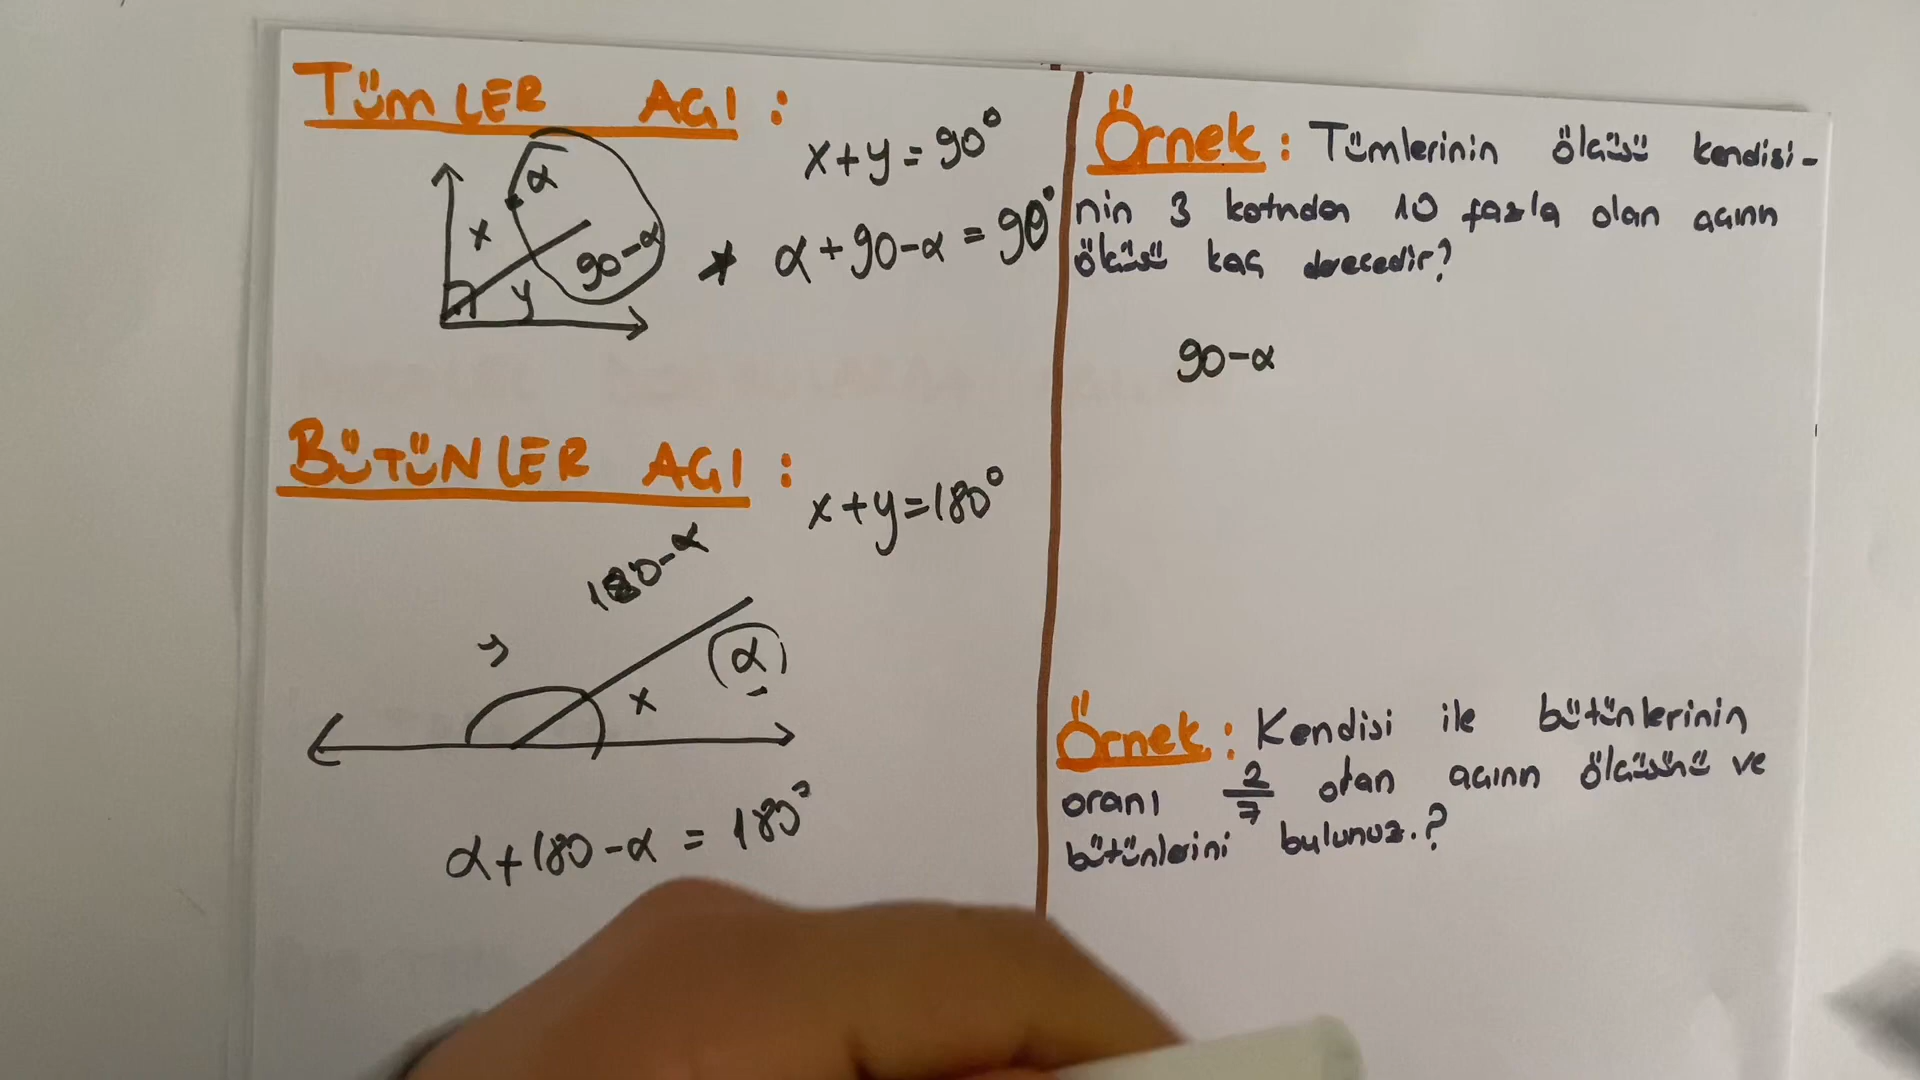 TÜMLER AÇI :
x+y=90°
α
x
90-α
y
* α+90-α = 90°
BÜTÜNLER AÇI :
x+y=180°
180-α
y
x
α
α+180-α = 180°
Örnek : Tümlerinin ölçüsü kendisi-
nin 3 katından 10 fazla olan açının
ölçüsü kaç derecedir?
90-α
Örnek : Kendisi ile bütünlerinin
oranı 2/7 olan açının ölçüsünü ve
bütünlerini bulunuz.?